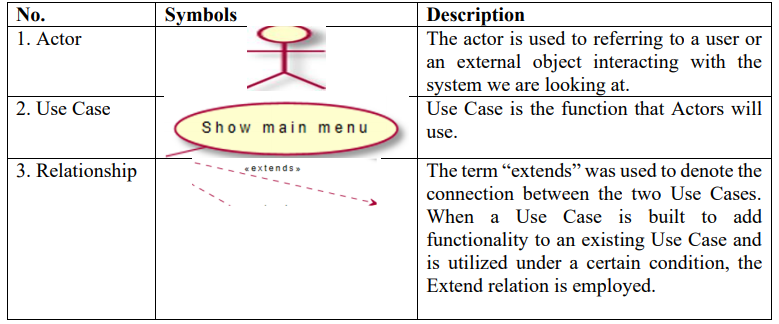 No. Symbols Description
1. Actor
The actor is used to referring to a user or
an external object interacting with the
system we are looking at.
2. Use Case
Show main menu
Use Case is the function that Actors will
use.
3. Relationship
«extends»
The term “extends” was used to denote the
connection between the two Use Cases.
When a Use Case is built to add
functionality to an existing Use Case and
is utilized under a certain condition, the
Extend relation is employed.